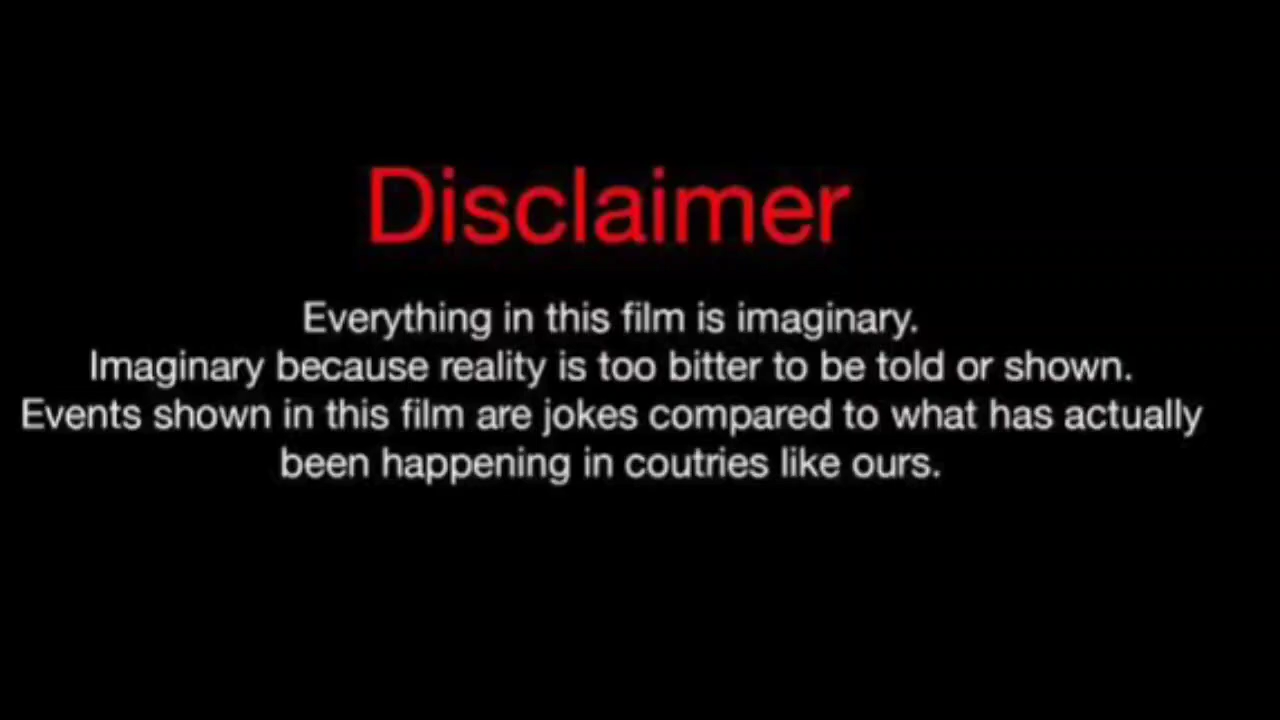 Disclaimer
Everything in this film is imaginary.
Imaginary because reality is too bitter to be told or shown.
Events shown in this film are jokes compared to what has actually
been happening in coutries like ours.